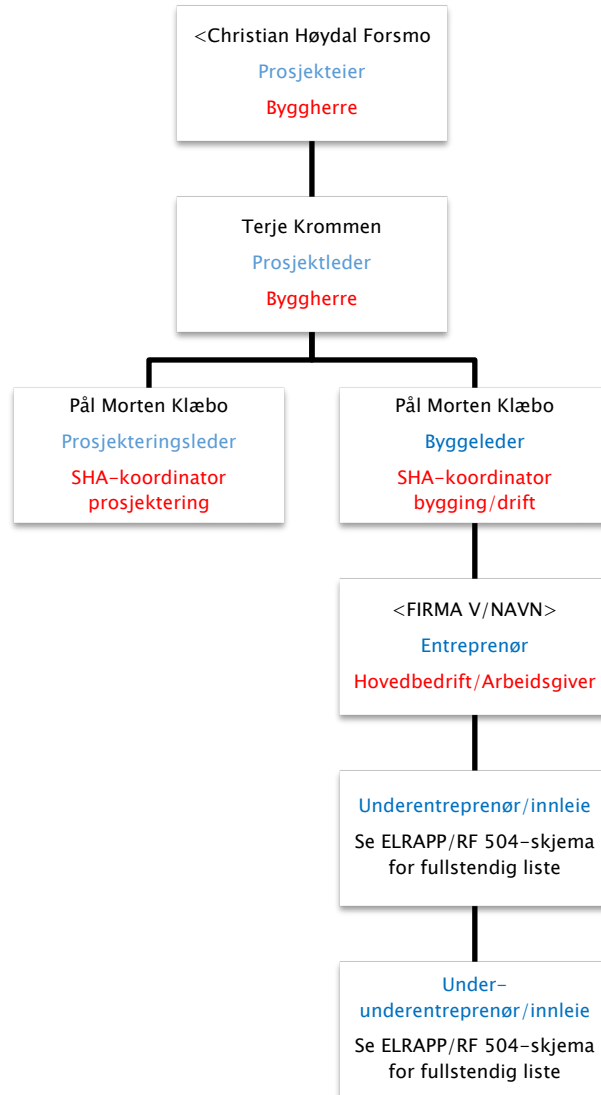 <Christian Høydal Forsmo
Prosjekteier
Byggherre
Terje Krommen
Prosjektleder
Byggherre
Pål Morten Klæbo
Prosjekteringsleder
SHA-koordinator
prosjektering
Pål Morten Klæbo
Byggeleder
SHA-koordinator
bygging/drift
<FIRMA V/NAVN>
Entreprenør
Hovedbedrift/Arbeidsgiver
Underentreprenør/innleie
Se ELRAPP/RF 504-skjema
for fullstendig liste
Under-
underentreprenør/innleie
Se ELRAPP/RF 504-skjema
for fullstendig liste